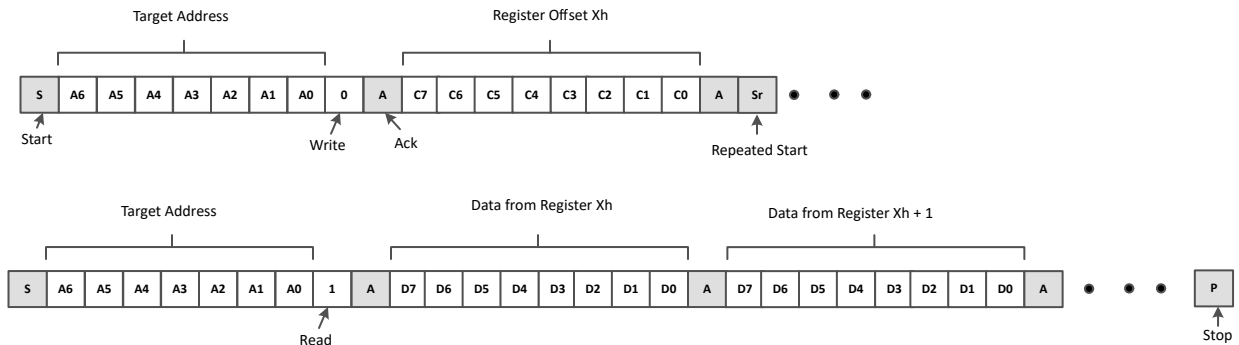 Target Address Register Offset Xh
S A6 A5 A4 A3 A2 A1 A0 0 A C7 C6 C5 C4 C3 C2 C1 C0 A Sr
Start Write Ack Repeated Start
Target Address Data from Register Xh Data from Register Xh + 1
S A6 A5 A4 A3 A2 A1 A0 1 A D7 D6 D5 D4 D3 D2 D1 D0 A D7 D6 D5 D4 D3 D2 D1 D0 A P
Read Stop